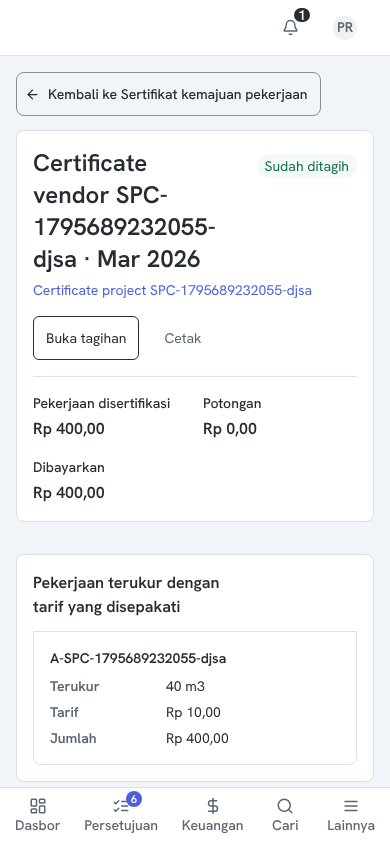 1
PR
Kembali ke Sertifikat kemajuan pekerjaan
Certificate
vendor SPC-
1795689232055-
djsa · Mar 2026
Sudah ditagih
Certificate project SPC-1795689232055-djsa
Buka tagihan
Cetak
Pekerjaan disertifikasi
Rp 400,00
Potongan
Rp 0,00
Dibayarkan
Rp 400,00
Pekerjaan terukur dengan
tarif yang disepakati
A-SPC-1795689232055-djsa
Terukur 40 m3
Tarif Rp 10,00
Jumlah Rp 400,00
6
Dasbor Persetujuan Keuangan Cari Lainnya